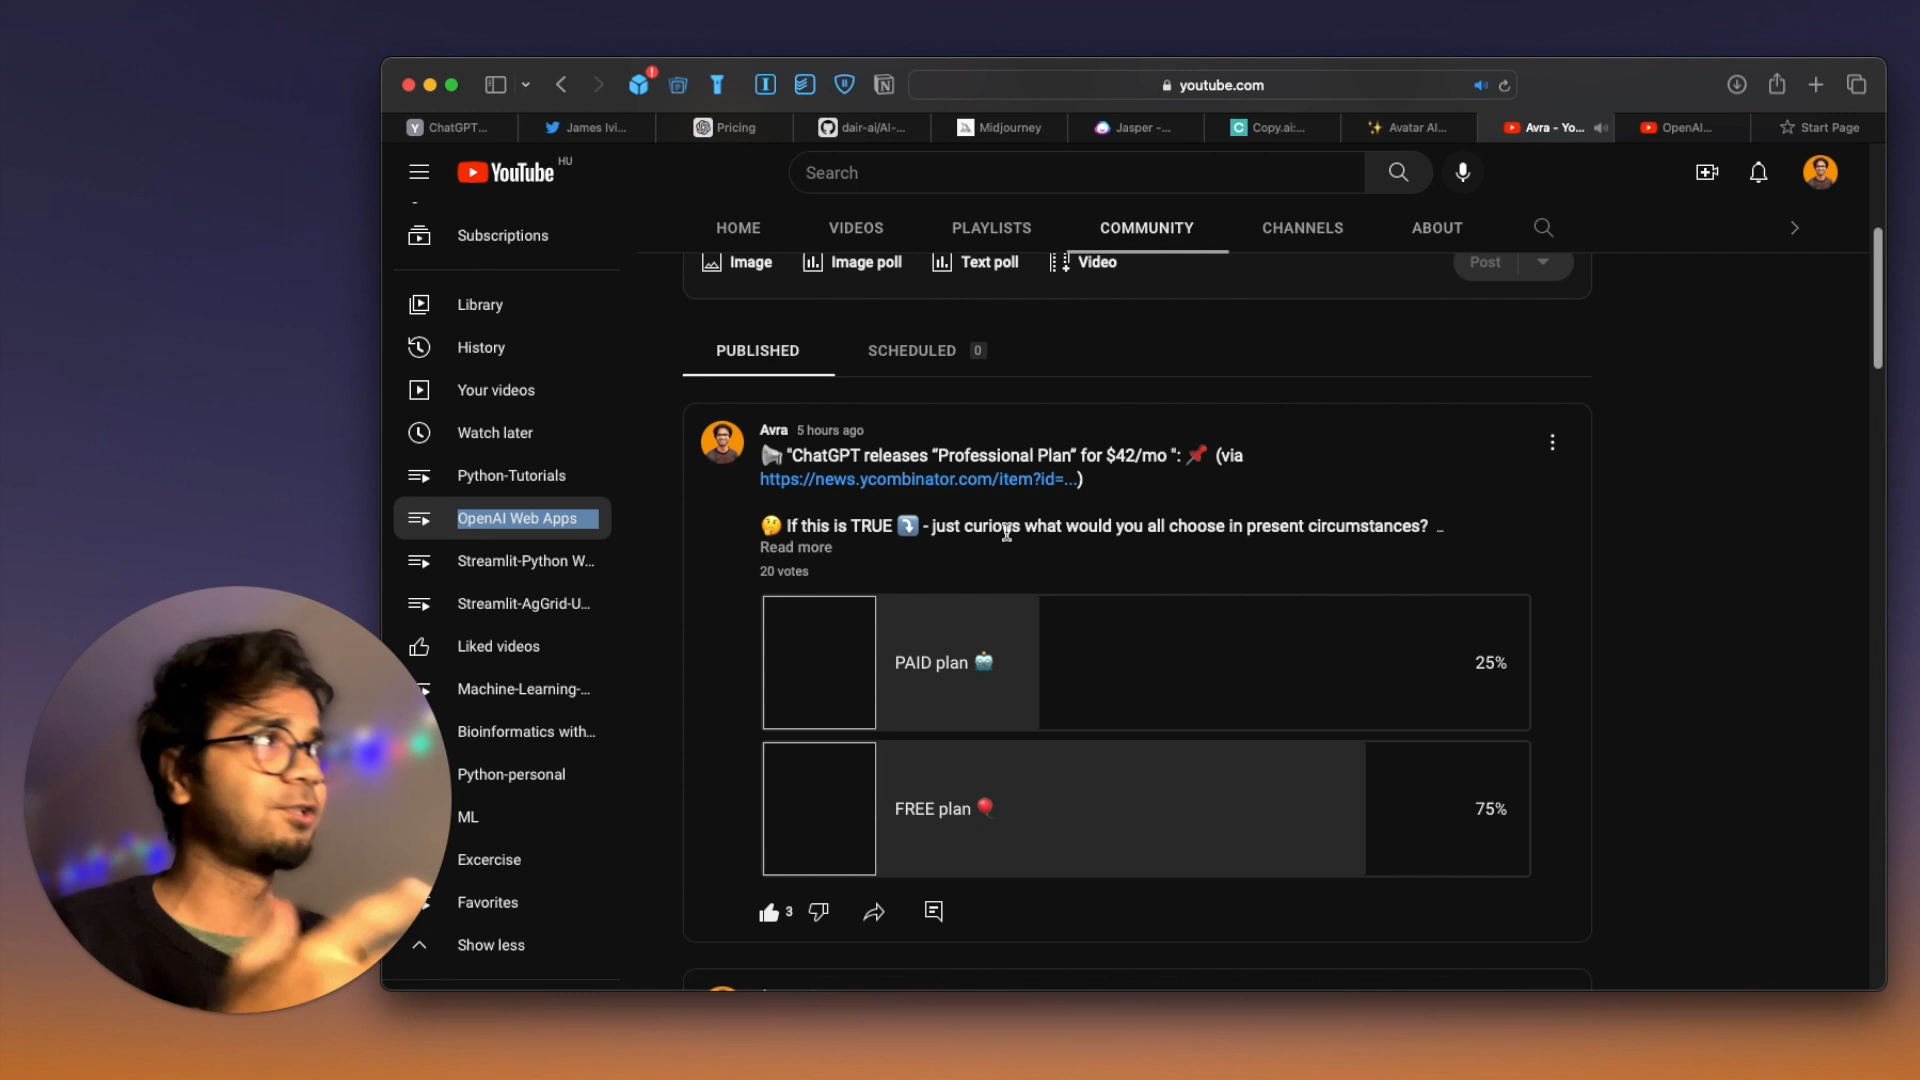 youtube.com
ChatGPT...
James Ivi...
Pricing
dair-ai/AI-...
Midjourney
Jasper -...
Copy.ai:...
Avatar AI...
Avra - Yo...
OpenAI...
Start Page
YouTube HU
Search
Subscriptions
Library
History
Your videos
Watch later
Python-Tutorials
OpenAI Web Apps
Streamlit-Python W...
Streamlit-AgGrid-U...
Liked videos
Machine-Learning-...
Bioinformatics with...
Python-personal
ML
Excercise
Favorites
Show less
HOME
VIDEOS
PLAYLISTS
COMMUNITY
CHANNELS
ABOUT
Image
Image poll
Text poll
Video
Post
PUBLISHED
SCHEDULED 0
Avra 5 hours ago
"ChatGPT releases “Professional Plan” for $42/mo ": (via
https://news.ycombinator.com/item?id=...)
If this is TRUE - just curioys what would you all choose in present circumstances? ...
Read more
20 votes
PAID plan
25%
FREE plan
75%
3